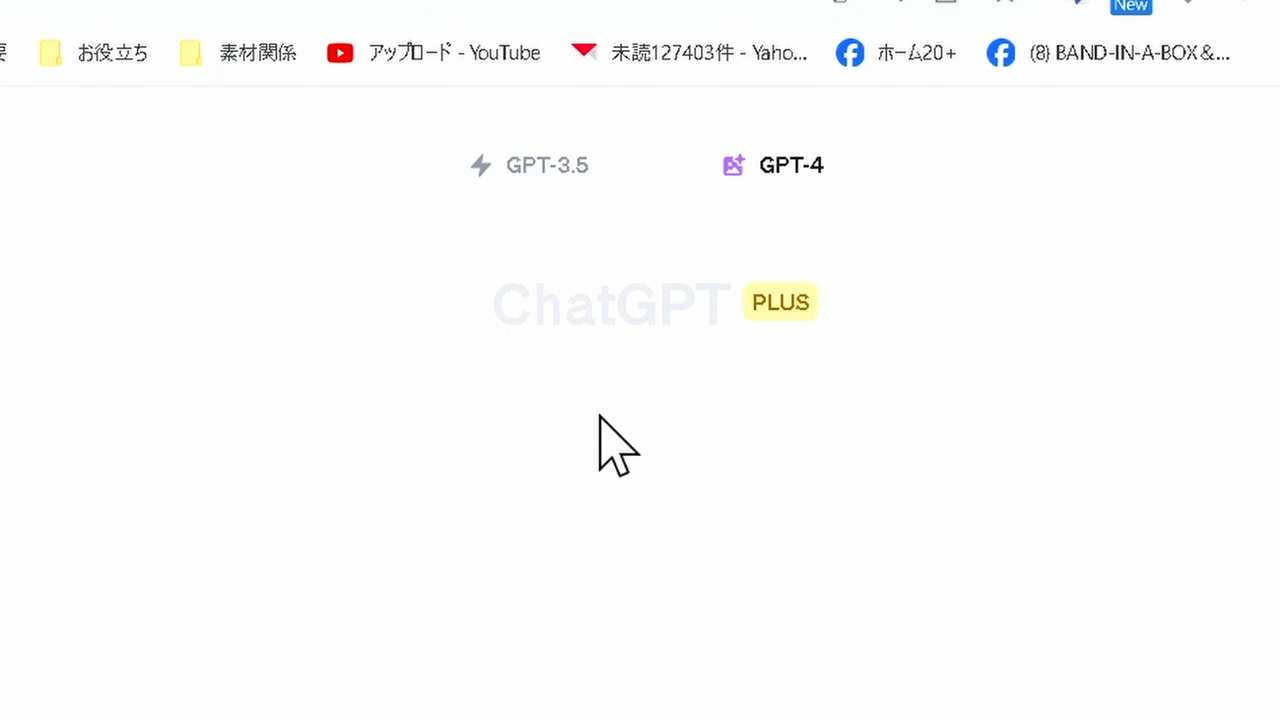 New
お役立ち 素材関係 アップロード - YouTube 未読127403件 - Yaho... ホーム20+ (8) BAND-IN-A-BOX &...
GPT-3.5 GPT-4
ChatGPT PLUS